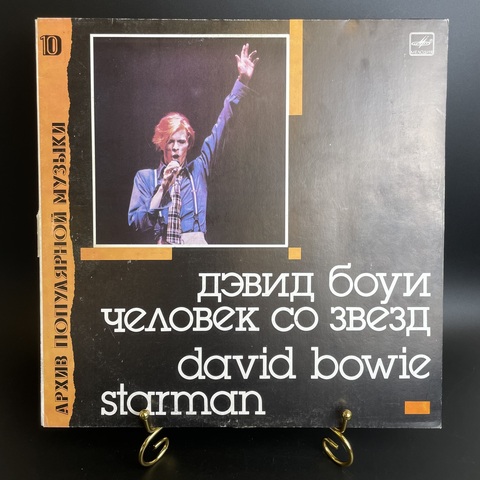 10
АРХИВ ПОПУЛЯРНОЙ МУЗЫКИ
дэвид боуи
человек со звезд
david bowie
starman